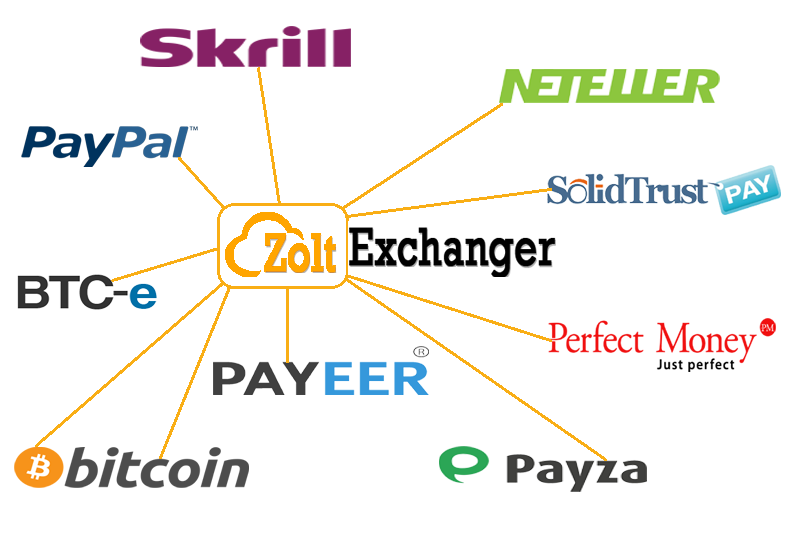 Skrill
NETELLER
PayPal™
SolidTrust PAY
Zolt Exchanger
BTC-e
Perfect Money PM
Just perfect
PAYEER®
bitcoin
Payza